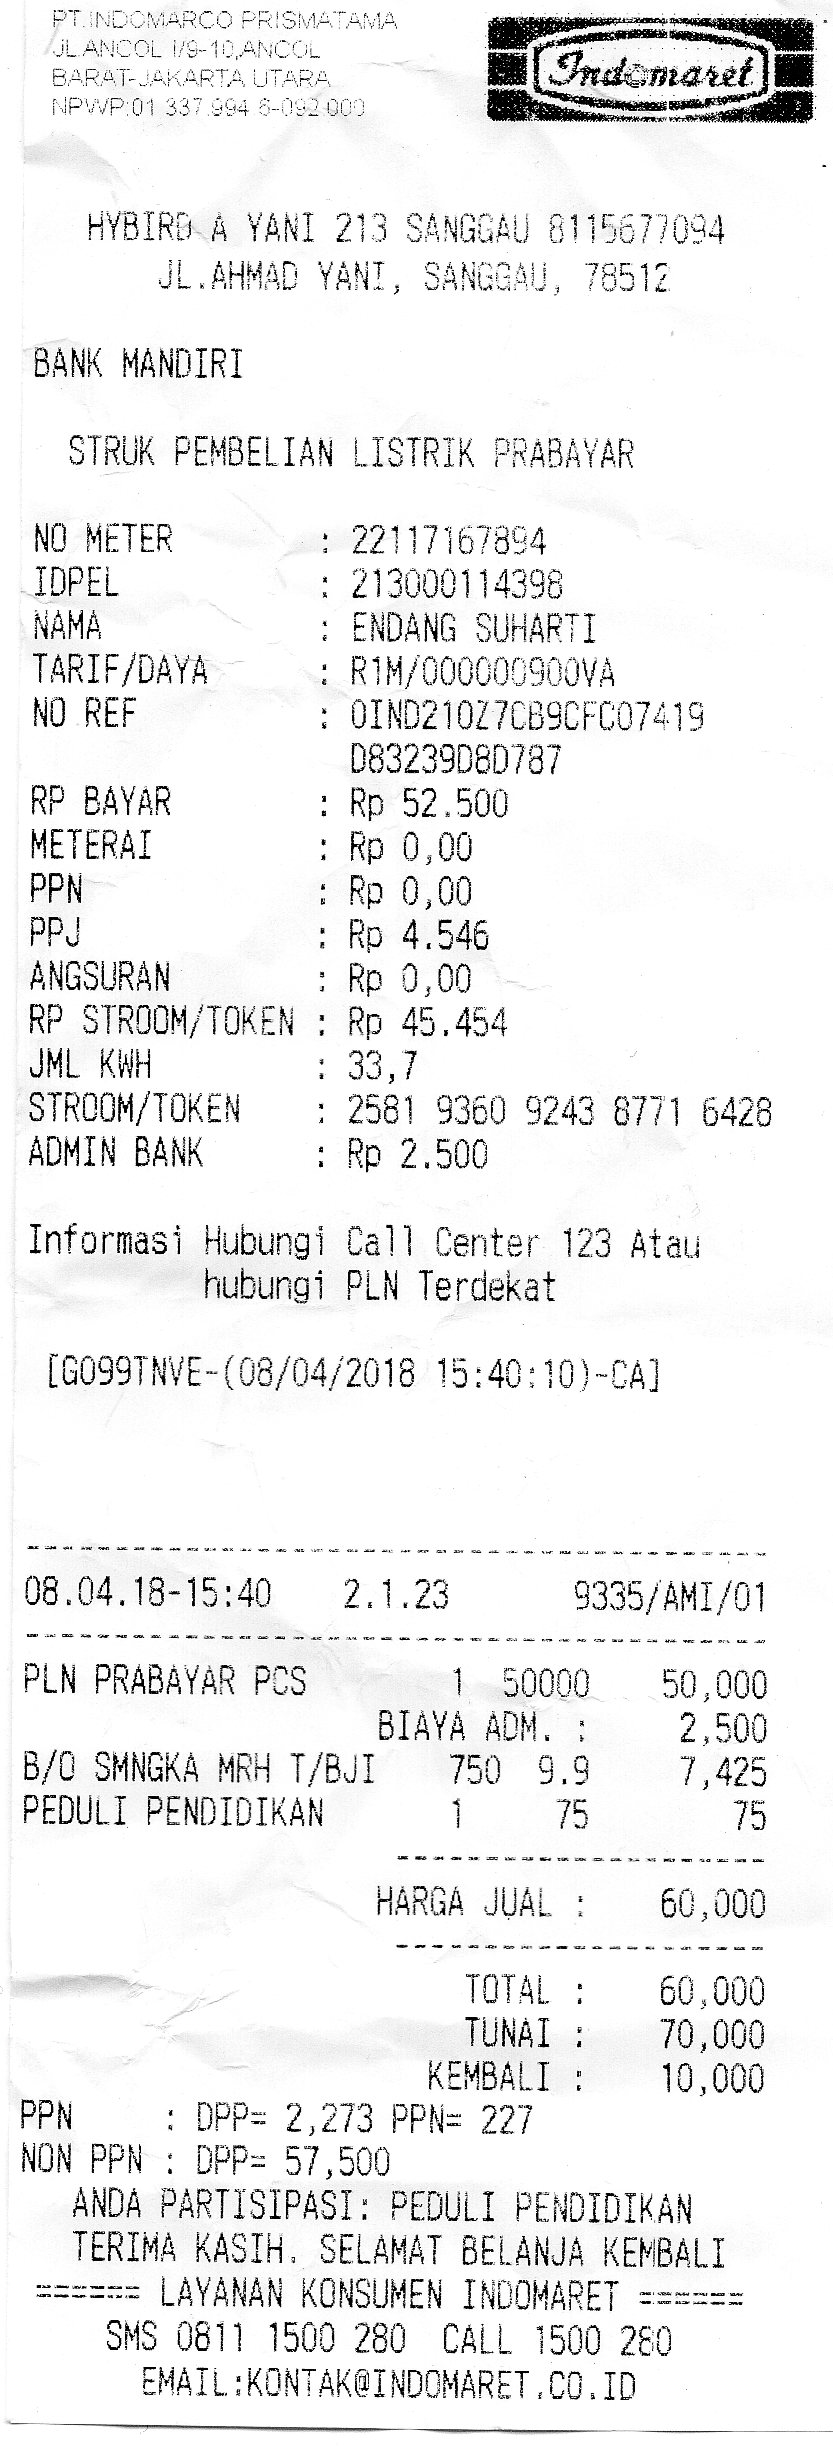 PT.INDOMARCO PRISMATAMA
JL.ANCOL I/9-10,ANCOL
BARAT-JAKARTA UTARA
NPWP:01 337.994 6-092 000
Indomaret
HYBIRD A YANI 213 SANGGAU 8115677094
JL.AHMAD YANI, SANGGAU, 78512
BANK MANDIRI
STRUK PEMBELIAN LISTRIK PRABAYAR
NO METER : 22117167894
IDPEL : 213000114398
NAMA : ENDANG SUHARTI
TARIF/DAYA : R1M/000000900VA
NO REF : 0IND210Z7CB9CFC07419
D83239D8D787
RP BAYAR : Rp 52.500
METERAI : Rp 0,00
PPN : Rp 0,00
PPJ : Rp 4.546
ANGSURAN : Rp 0,00
RP STROOM/TOKEN : Rp 45.454
JML KWH : 33,7
STROOM/TOKEN : 2581 9360 9243 8771 6428
ADMIN BANK : Rp 2.500
Informasi Hubungi Call Center 123 Atau
hubungi PLN Terdekat
[G099TNVE-(08/04/2018 15:40:10)-CA]
08.04.18-15:40 2.1.23 9335/AMI/01
PLN PRABAYAR PCS 1 50000 50,000
BIAYA ADM. : 2,500
B/O SMNGKA MRH T/BJI 750 9.9 7,425
PEDULI PENDIDIKAN 1 75 75
HARGA JUAL : 60,000
TOTAL : 60,000
TUNAI : 70,000
KEMBALI : 10,000
PPN : DPP= 2,273 PPN= 227
NON PPN : DPP= 57,500
ANDA PARTISIPASI: PEDULI PENDIDIKAN
TERIMA KASIH. SELAMAT BELANJA KEMBALI
====== LAYANAN KONSUMEN INDOMARET ======
SMS 0811 1500 280 CALL 1500 280
EMAIL:KONTAK@INDOMARET.CO.ID